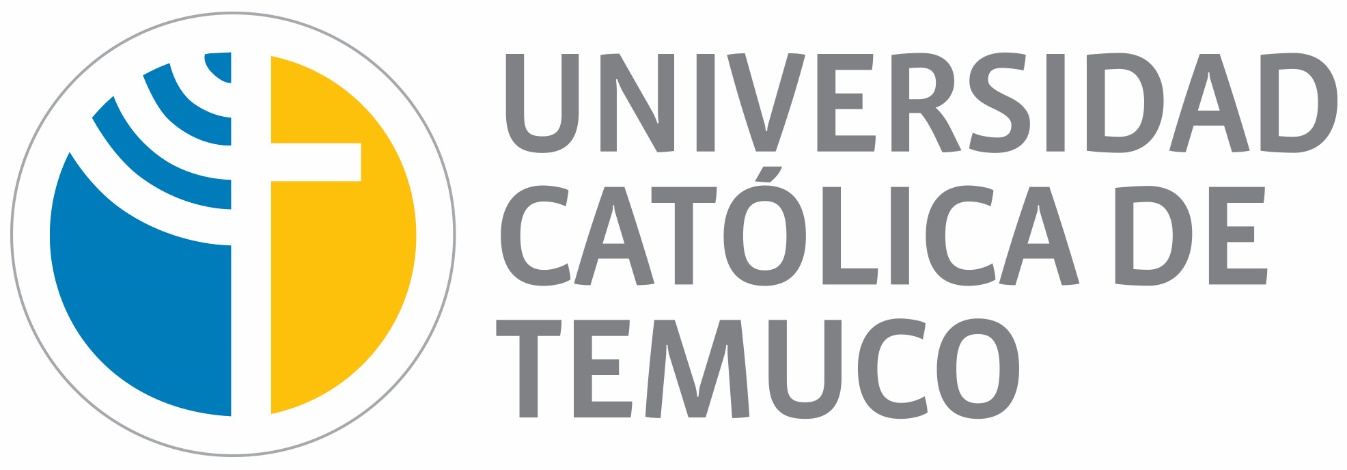 UNIVERSIDAD
CATÓLICA DE
TEMUCO